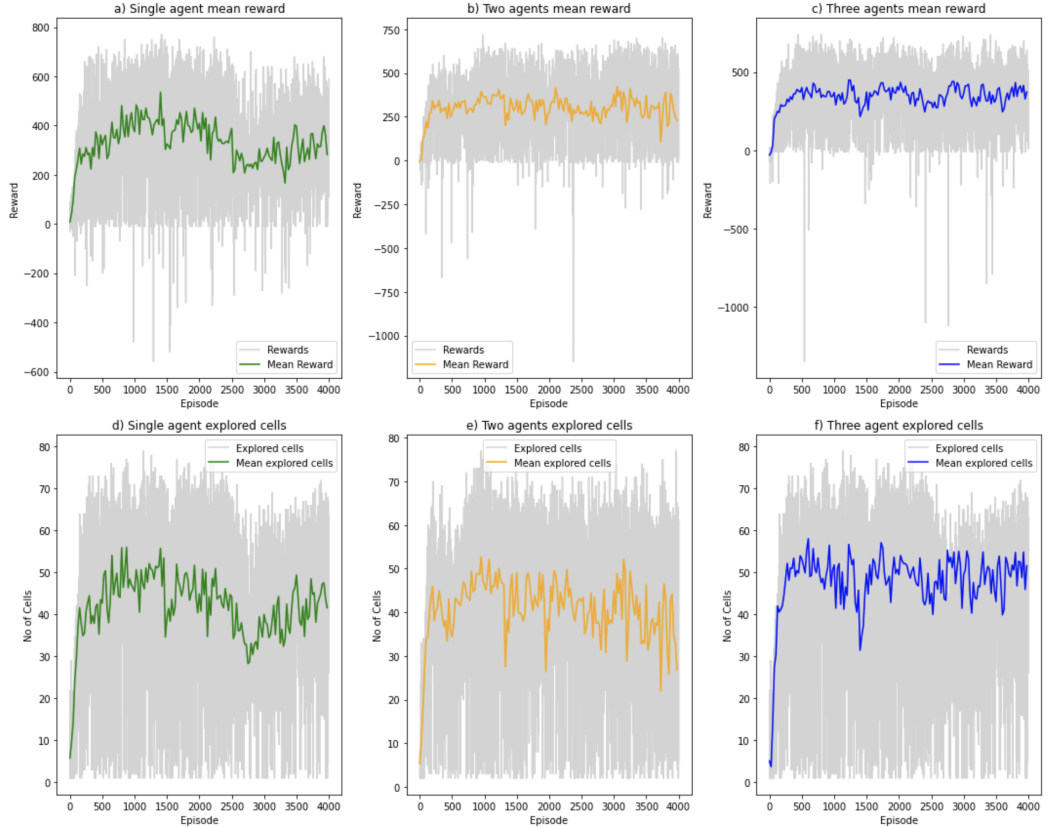 a) Single agent mean reward
800
600
400
200
0
−200
−400
−600
Reward
0 500 1000 1500 2000 2500 3000 3500 4000
Episode
Rewards
Mean Reward
b) Two agents mean reward
750
500
250
0
−250
−500
−750
−1000
Reward
0 500 1000 1500 2000 2500 3000 3500 4000
Episode
Rewards
Mean Reward
c) Three agents mean reward
500
0
−500
−1000
Reward
0 500 1000 1500 2000 2500 3000 3500 4000
Episode
Rewards
Mean Reward
d) Single agent explored cells
80
70
60
50
40
30
20
10
0
No of Cells
0 500 1000 1500 2000 2500 3000 3500 4000
Episode
Explored cells
Mean explored cells
e) Two agents explored cells
80
70
60
50
40
30
20
10
0
No of Cells
0 500 1000 1500 2000 2500 3000 3500 4000
Episode
Explored cells
Mean explored cells
f) Three agent explored cells
80
70
60
50
40
30
20
10
0
No of Cells
0 500 1000 1500 2000 2500 3000 3500 4000
Episode
Explored cells
Mean explored cells